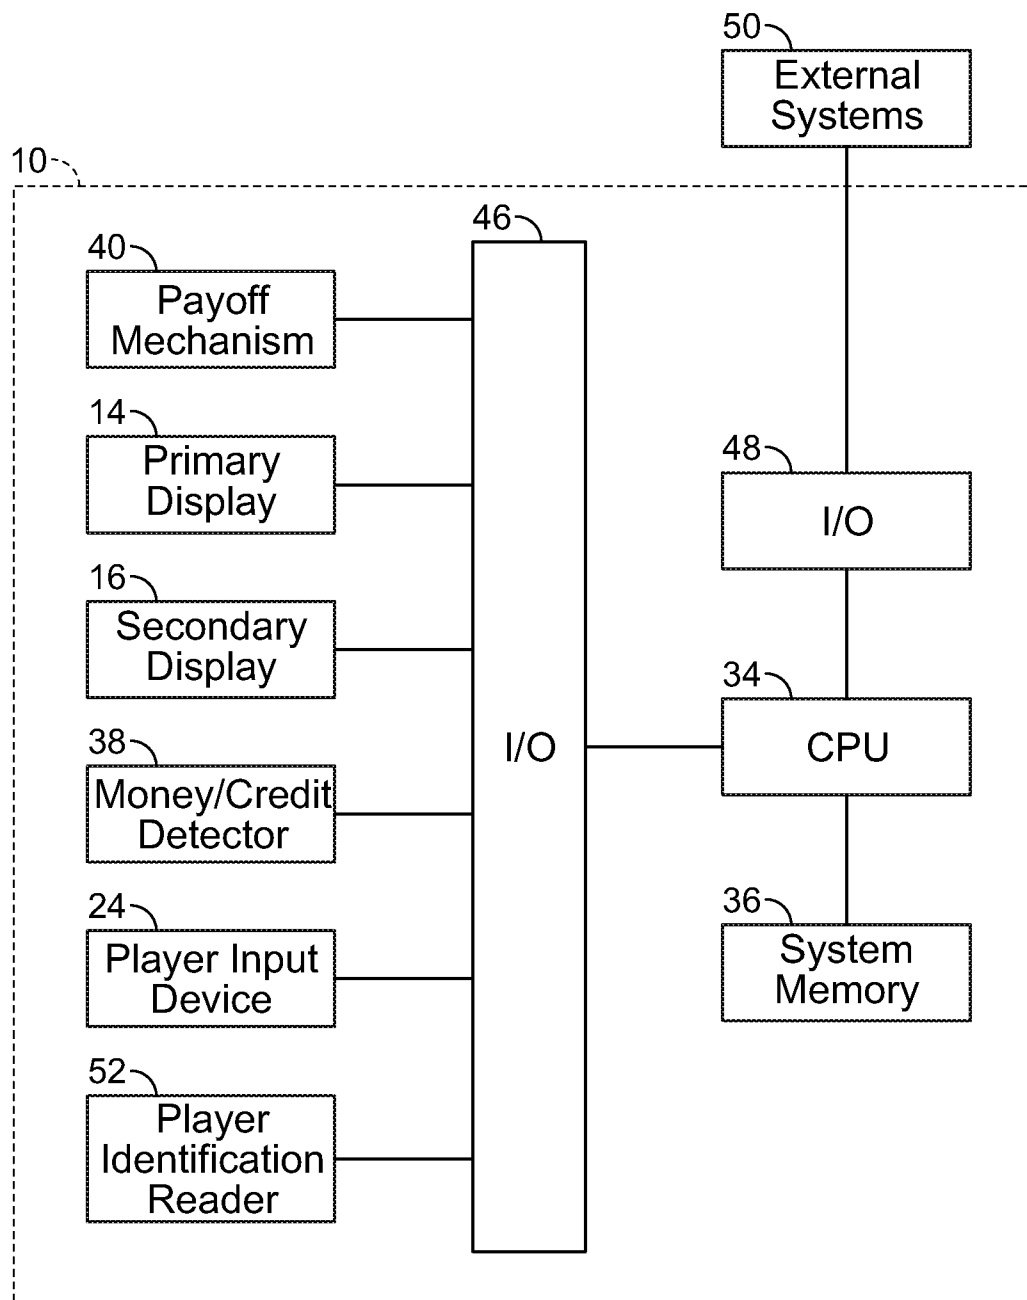 50
External
Systems
10
46
40
Payoff
Mechanism
14
Primary
Display
48
I/O
16
Secondary
Display
34
CPU
I/O
38
Money/Credit
Detector
24
Player Input
Device
36
System
Memory
52
Player
Identification
Reader